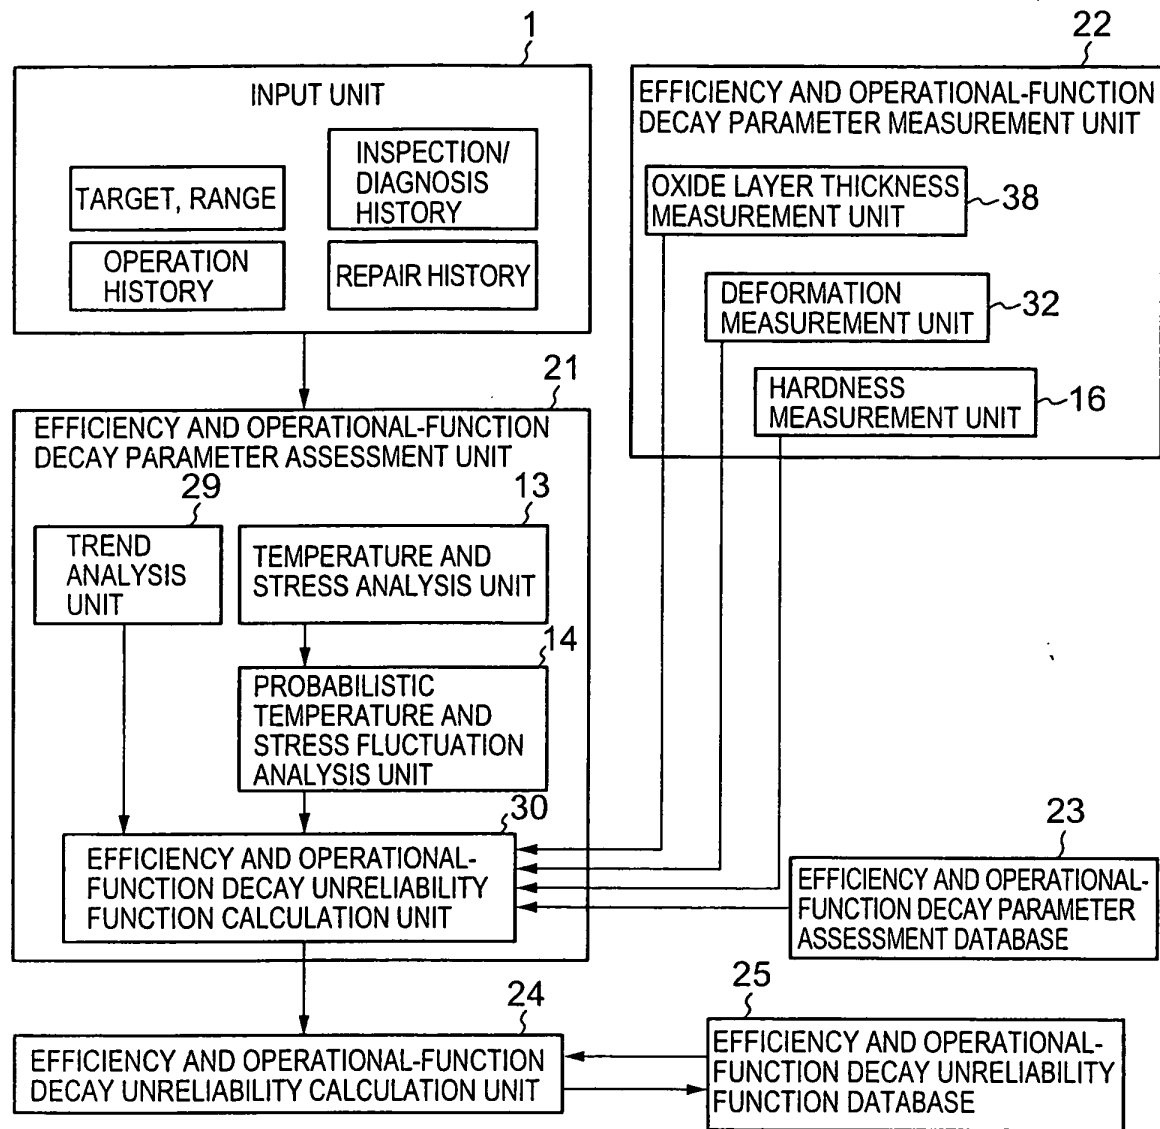 1
INPUT UNIT
TARGET, RANGE
INSPECTION/
DIAGNOSIS
HISTORY
OPERATION
HISTORY
REPAIR HISTORY
22
EFFICIENCY AND OPERATIONAL-FUNCTION
DECAY PARAMETER MEASUREMENT UNIT
OXIDE LAYER THICKNESS
MEASUREMENT UNIT
38
DEFORMATION
MEASUREMENT UNIT
32
HARDNESS
MEASUREMENT UNIT
16
21
EFFICIENCY AND OPERATIONAL-FUNCTION
DECAY PARAMETER ASSESSMENT UNIT
29
TREND
ANALYSIS
UNIT
13
TEMPERATURE AND
STRESS ANALYSIS UNIT
14
PROBABILISTIC
TEMPERATURE AND
STRESS FLUCTUATION
ANALYSIS UNIT
30
EFFICIENCY AND OPERATIONAL-
FUNCTION DECAY UNRELIABILITY
FUNCTION CALCULATION UNIT
23
EFFICIENCY AND OPERATIONAL-
FUNCTION DECAY PARAMETER
ASSESSMENT DATABASE
24
EFFICIENCY AND OPERATIONAL-FUNCTION
DECAY UNRELIABILITY CALCULATION UNIT
25
EFFICIENCY AND OPERATIONAL-
FUNCTION DECAY UNRELIABILITY
FUNCTION DATABASE